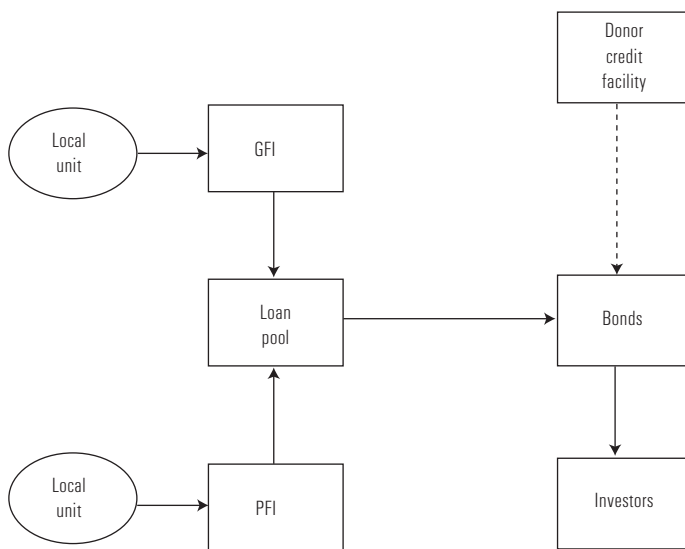 Donor
credit
facility
Local
unit
GFI
Loan
pool
Bonds
Local
unit
PFI
Investors